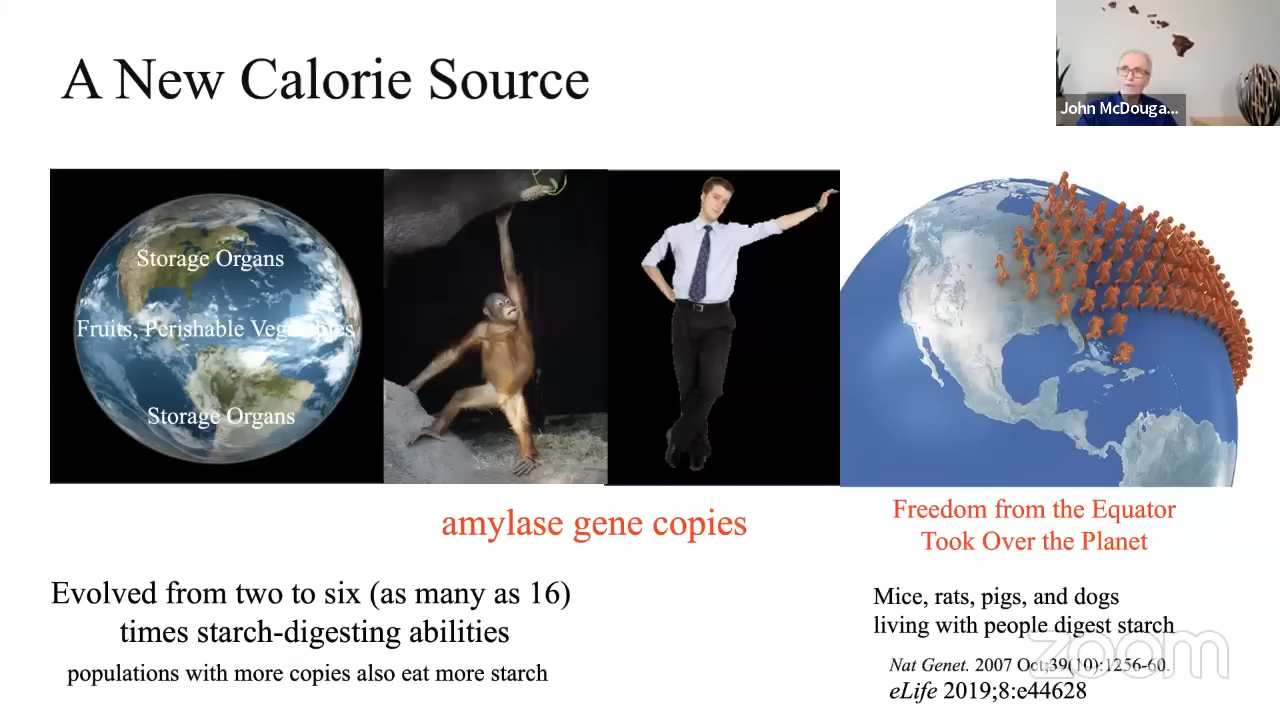 A New Calorie Source
John McDouga...
Storage Organs
Fruits, Perishable Vegetables
Storage Organs
amylase gene copies
Freedom from the Equator
Took Over the Planet
Evolved from two to six (as many as 16)
times starch-digesting abilities
populations with more copies also eat more starch
Mice, rats, pigs, and dogs
living with people digest starch
Nat Genet. 2007 Oct;39(10):1256-60.
eLife 2019;8:e44628
zoom